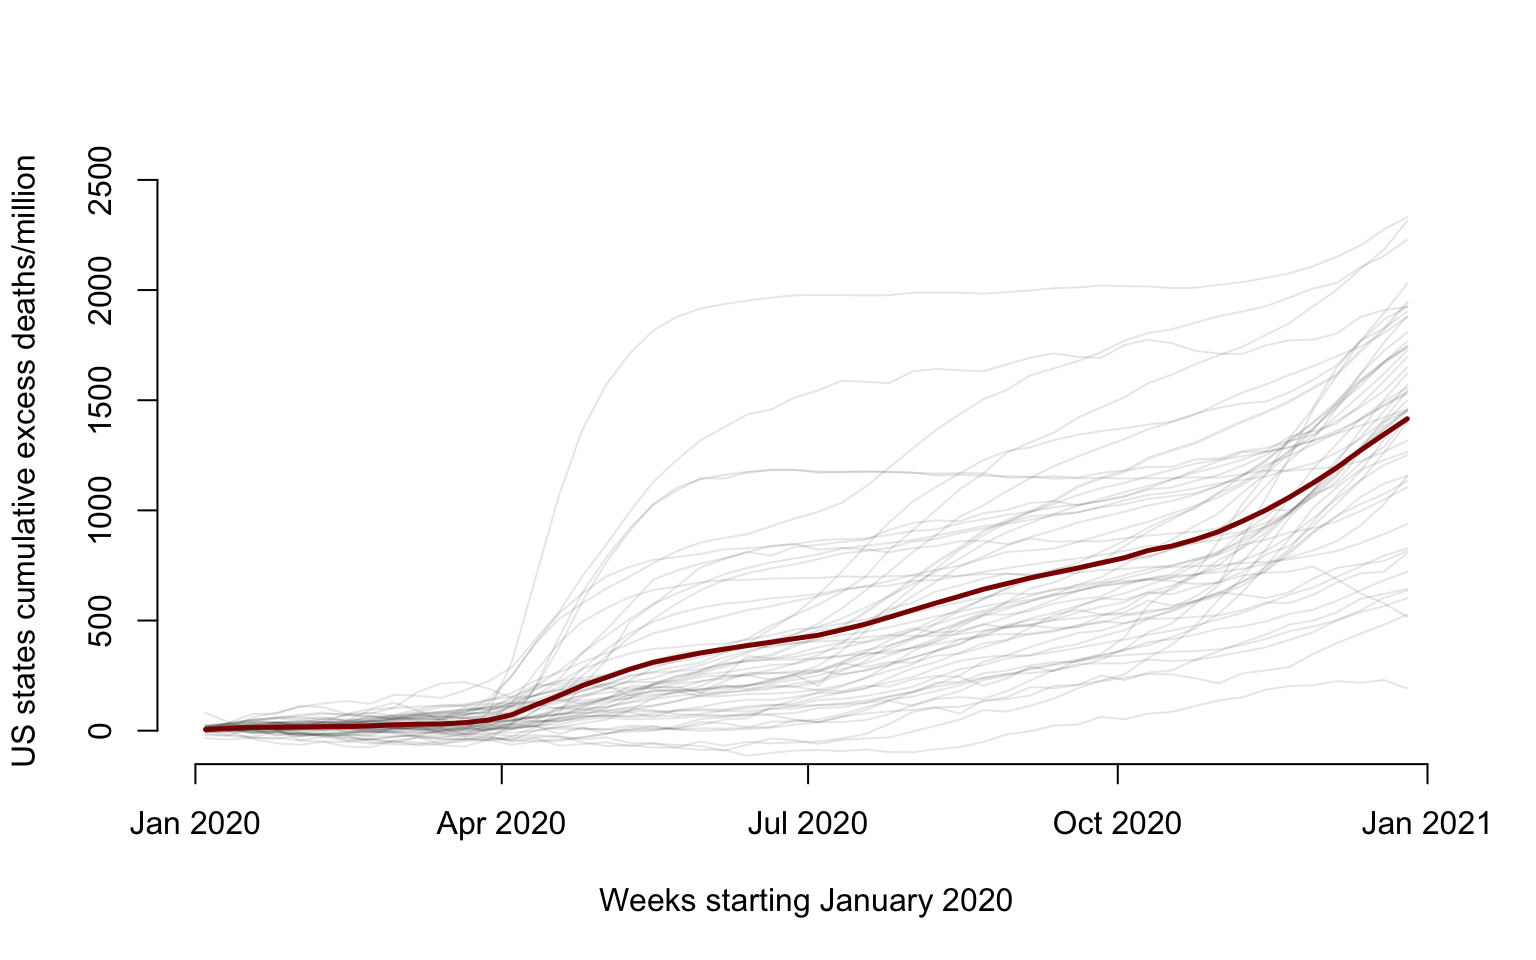 US states cumulative excess deaths/million
2500
2000
1500
1000
500
0
Jan 2020 Apr 2020 Jul 2020 Oct 2020 Jan 2021
Weeks starting January 2020